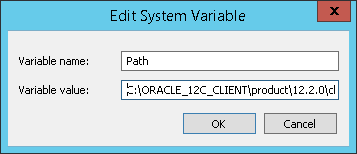 Edit System Variable
x
Variable name: Path
Variable value: C:\ORACLE_12C_CLIENT\product\12.2.0\cl
OK Cancel